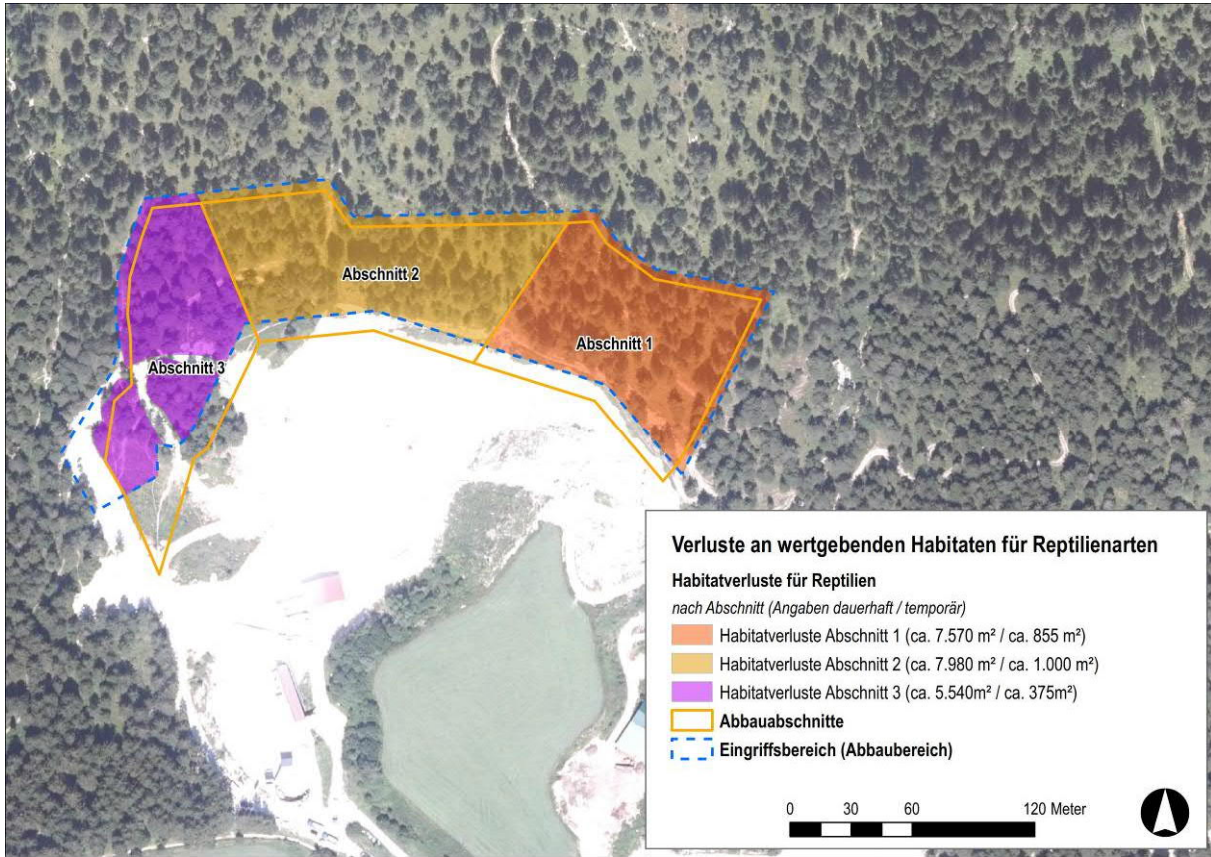 Abschnitt 2
Abschnitt 1
Abschnitt 3
Verluste an wertgebenden Habitaten für Reptilienarten
Habitatverluste für Reptilien
nach Abschnitt (Angaben dauerhaft / temporär)
Habitatverluste Abschnitt 1 (ca. 7.570 m² / ca. 855 m²)
Habitatverluste Abschnitt 2 (ca. 7.980 m² / ca. 1.000 m²)
Habitatverluste Abschnitt 3 (ca. 5.540m² / ca. 375m²)
Abbauabschnitte
Eingriffsbereich (Abbaubereich)
0 30 60 120 Meter